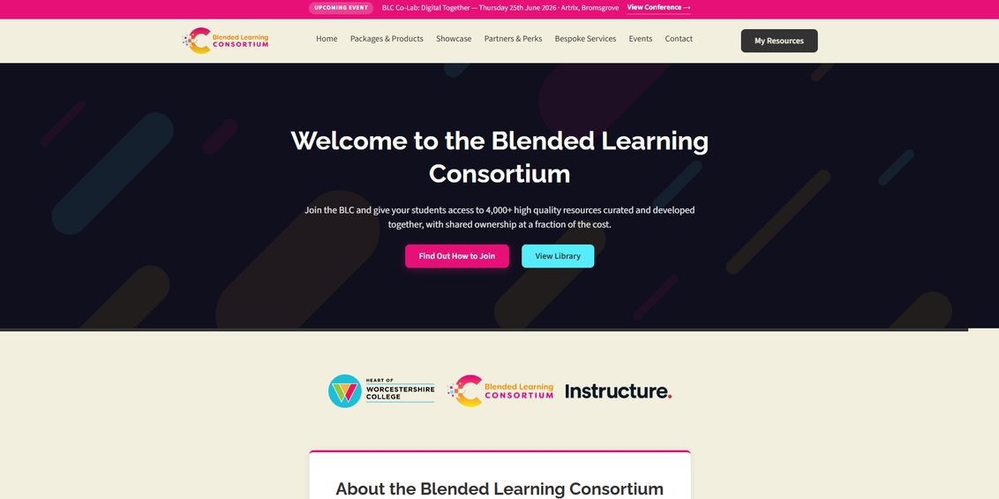 UPCOMING EVENT BLC Co-Lab: Digital Together — Thursday 25th June 2026 · Artrix, Bromsgrove View Conference →
Blended Learning
CONSORTIUM
Home Packages & Products Showcase Partners & Perks Bespoke Services Events Contact
My Resources
Welcome to the Blended Learning
Consortium
Join the BLC and give your students access to 4,000+ high quality resources curated and developed
together, with shared ownership at a fraction of the cost.
Find Out How to Join View Library
HEART OF
WORCESTERSHIRE
COLLEGE
Blended Learning
CONSORTIUM
Instructure.
About the Blended Learning Consortium